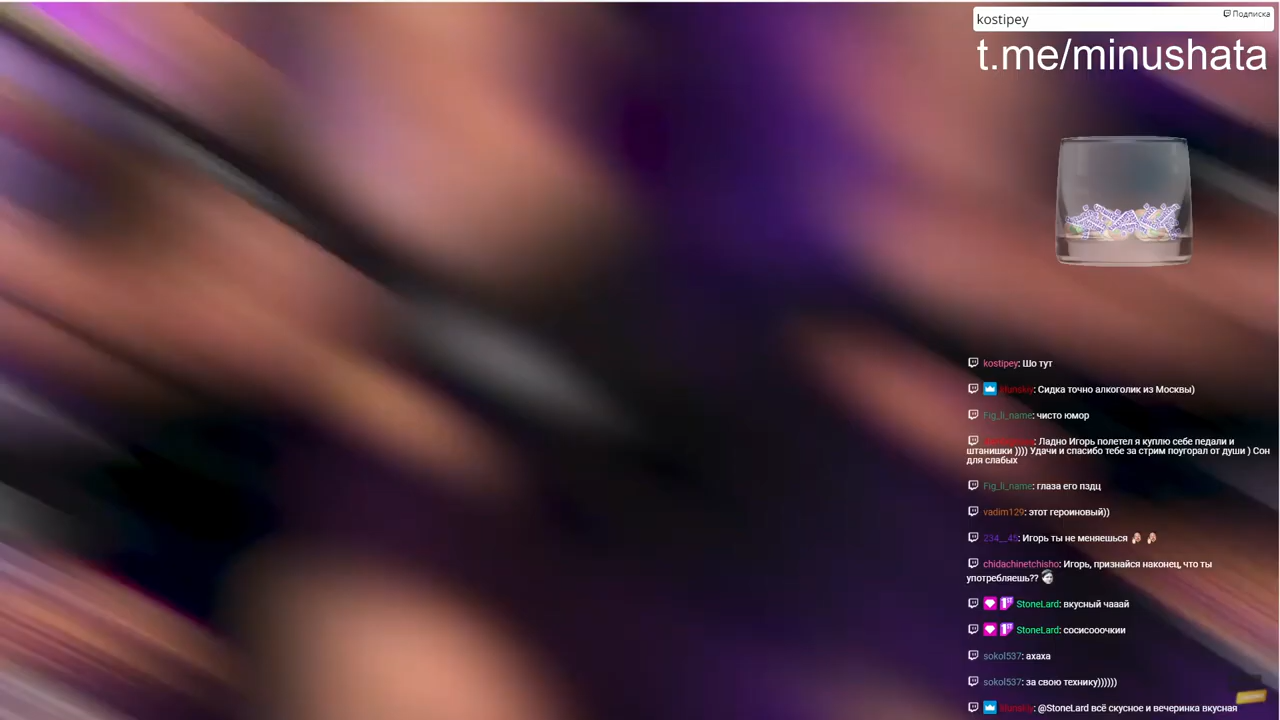 kostipey
Подписка
t.me/minushata
kostipey: Шо тут
: Сидка точно алкоголик из Москвы)
Fig_li_name: чисто юмор
: Ладно Игорь полетел я куплю себе педали и
штанишки )))) Удачи и спасибо тебе за стрим поугорал от души ) Сон
для слабых
Fig_li_name: глаза его пздц
vadim129: этот героиновый))
234__45: Игорь ты не меняешься
chidachinetchisho: Игорь, признайся наконец, что ты
употребляешь??
StoneLard: вкусный чааай
StoneLard: сосисооочкии
sokol537: ахаха
sokol537: за свою технику))))))
: @StoneLard всё скусное и вечеринка вкусная